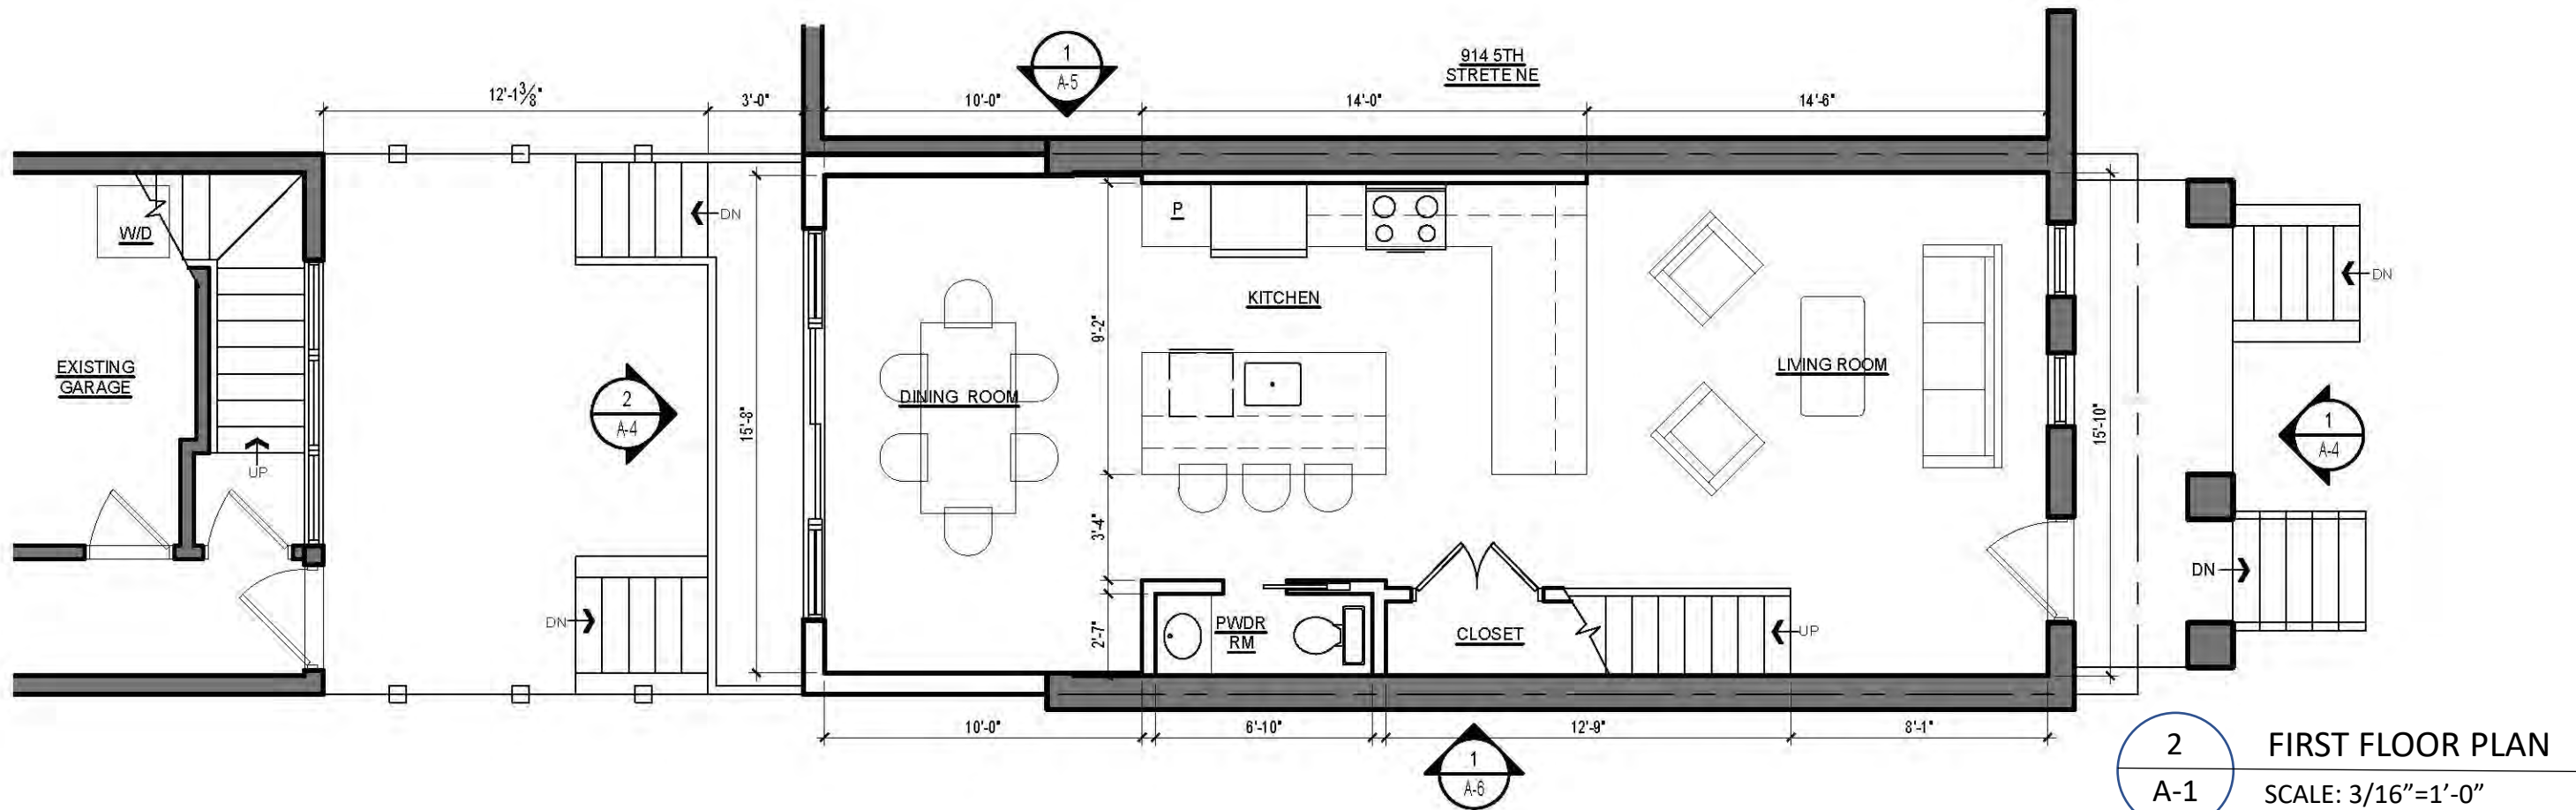 914 5TH
STRETE NE
1
A-5
12'-1⅜"
3'-0"
10'-0"
14'-0"
14'-6"
W/D
DN
P
KITCHEN
DN
EXISTING
GARAGE
UP
2
A-4
15'-8"
DINING ROOM
9'-2"
3'-4"
2'-7"
LIVING ROOM
15'-10"
1
A-4
DN
DN
PWDR
RM
CLOSET
UP
10'-0"
6'-10"
12'-9"
8'-1"
1
A-6
2
A-1
FIRST FLOOR PLAN
SCALE: 3/16”=1’-0”